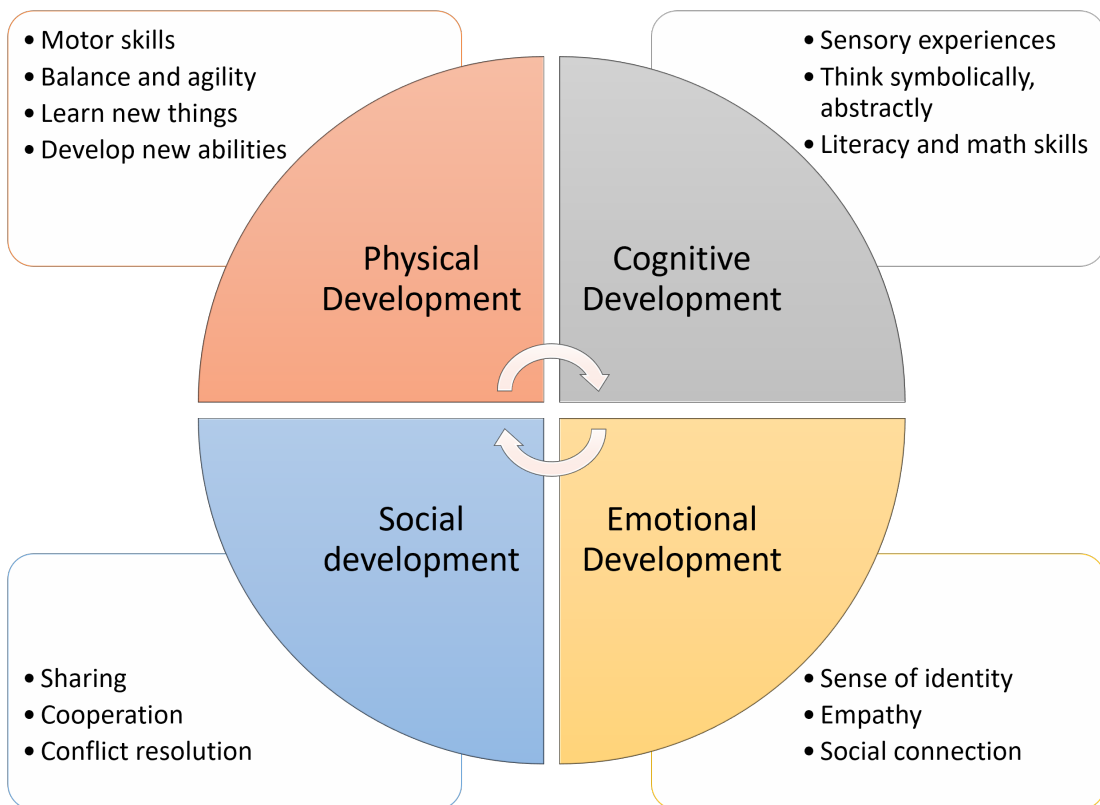 • Motor skills
• Balance and agility
• Learn new things
• Develop new abilities
• Sensory experiences
• Think symbolically,
abstractly
• Literacy and math skills
Physical
Development
Cognitive
Development
Social
development
Emotional
Development
• Sharing
• Cooperation
• Conflict resolution
• Sense of identity
• Empathy
• Social connection